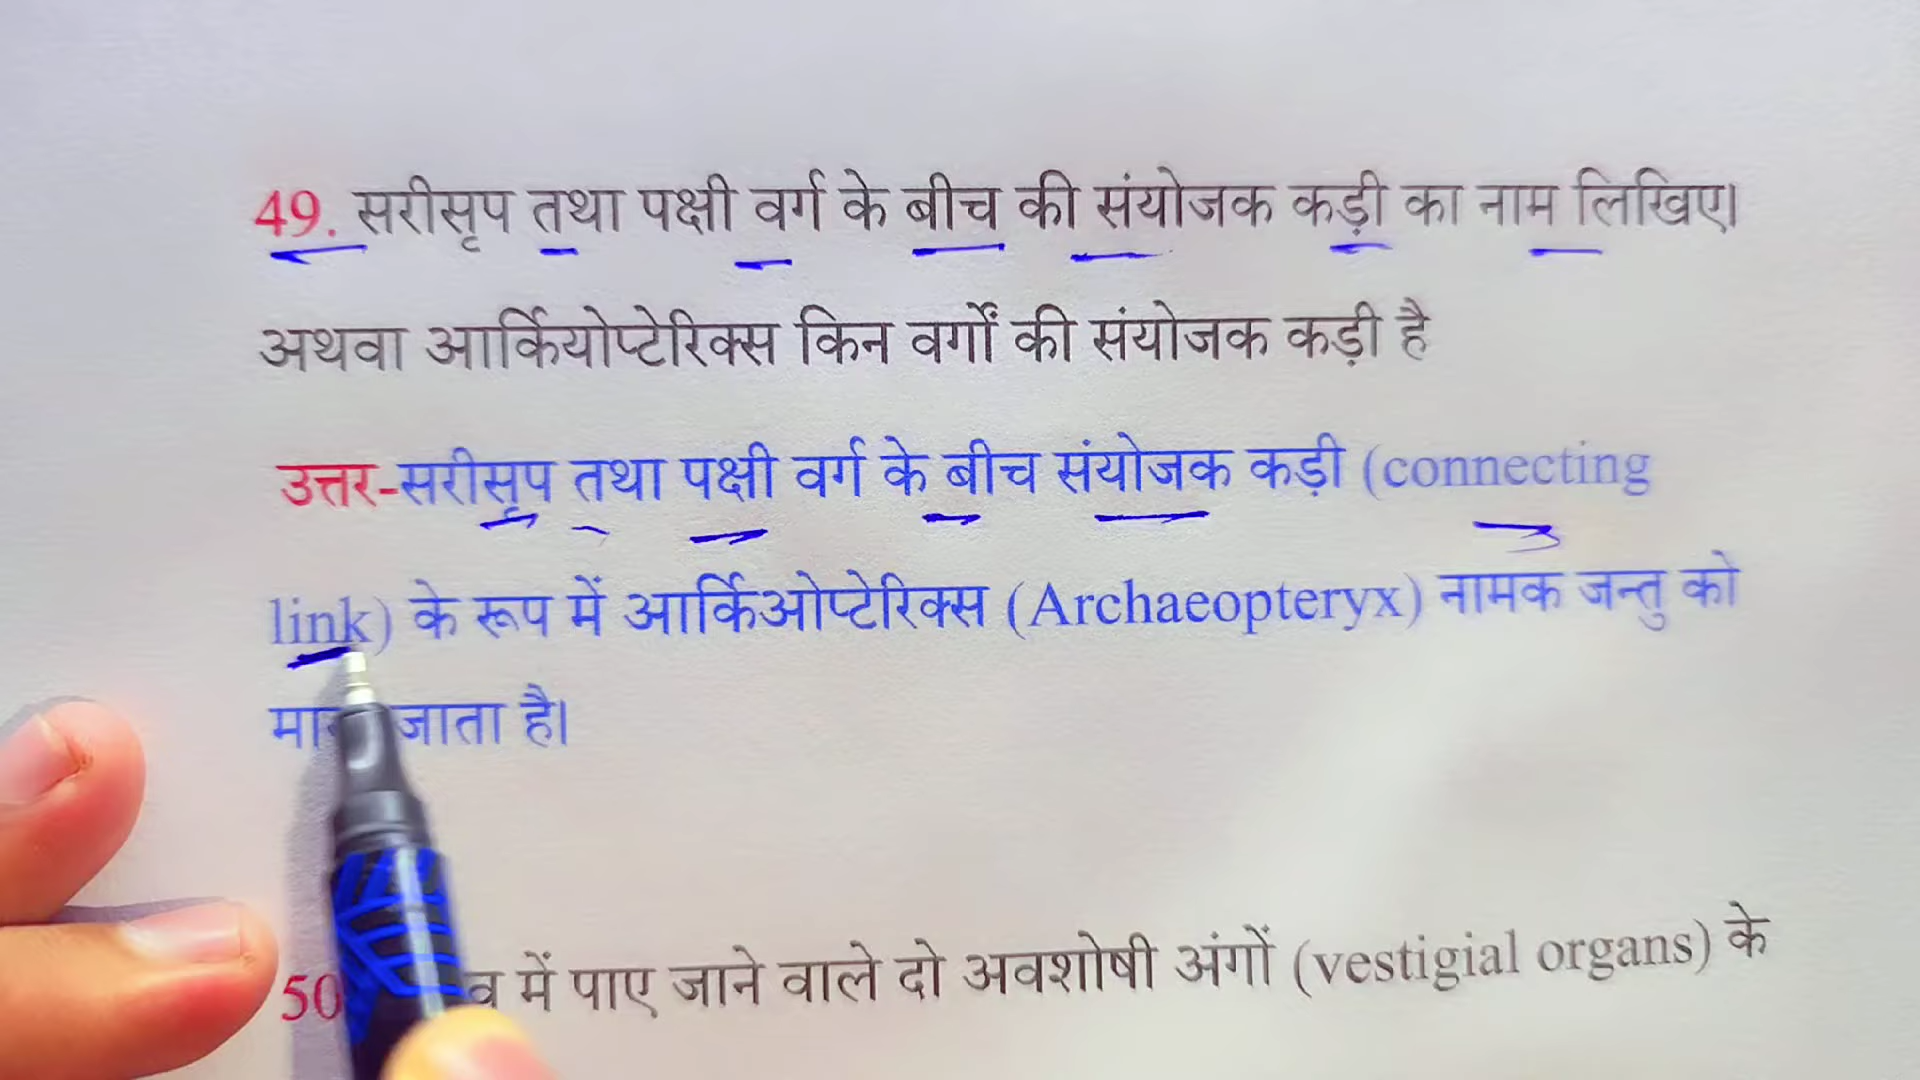 49. सरीसृप तथा पक्षी वर्ग के बीच की संयोजक कड़ी का नाम लिखिए।
अथवा आर्कियोप्टेरिक्स किन वर्गों की संयोजक कड़ी है
उत्तर-सरीसृप तथा पक्षी वर्ग के बीच संयोजक कड़ी (connecting
link) के रूप में आर्किओप्टेरिक्स (Archaeopteryx) नामक जन्तु को
जाता है।
50 में पाए जाने वाले दो अवशोषी अंगों (vestigial organs) के